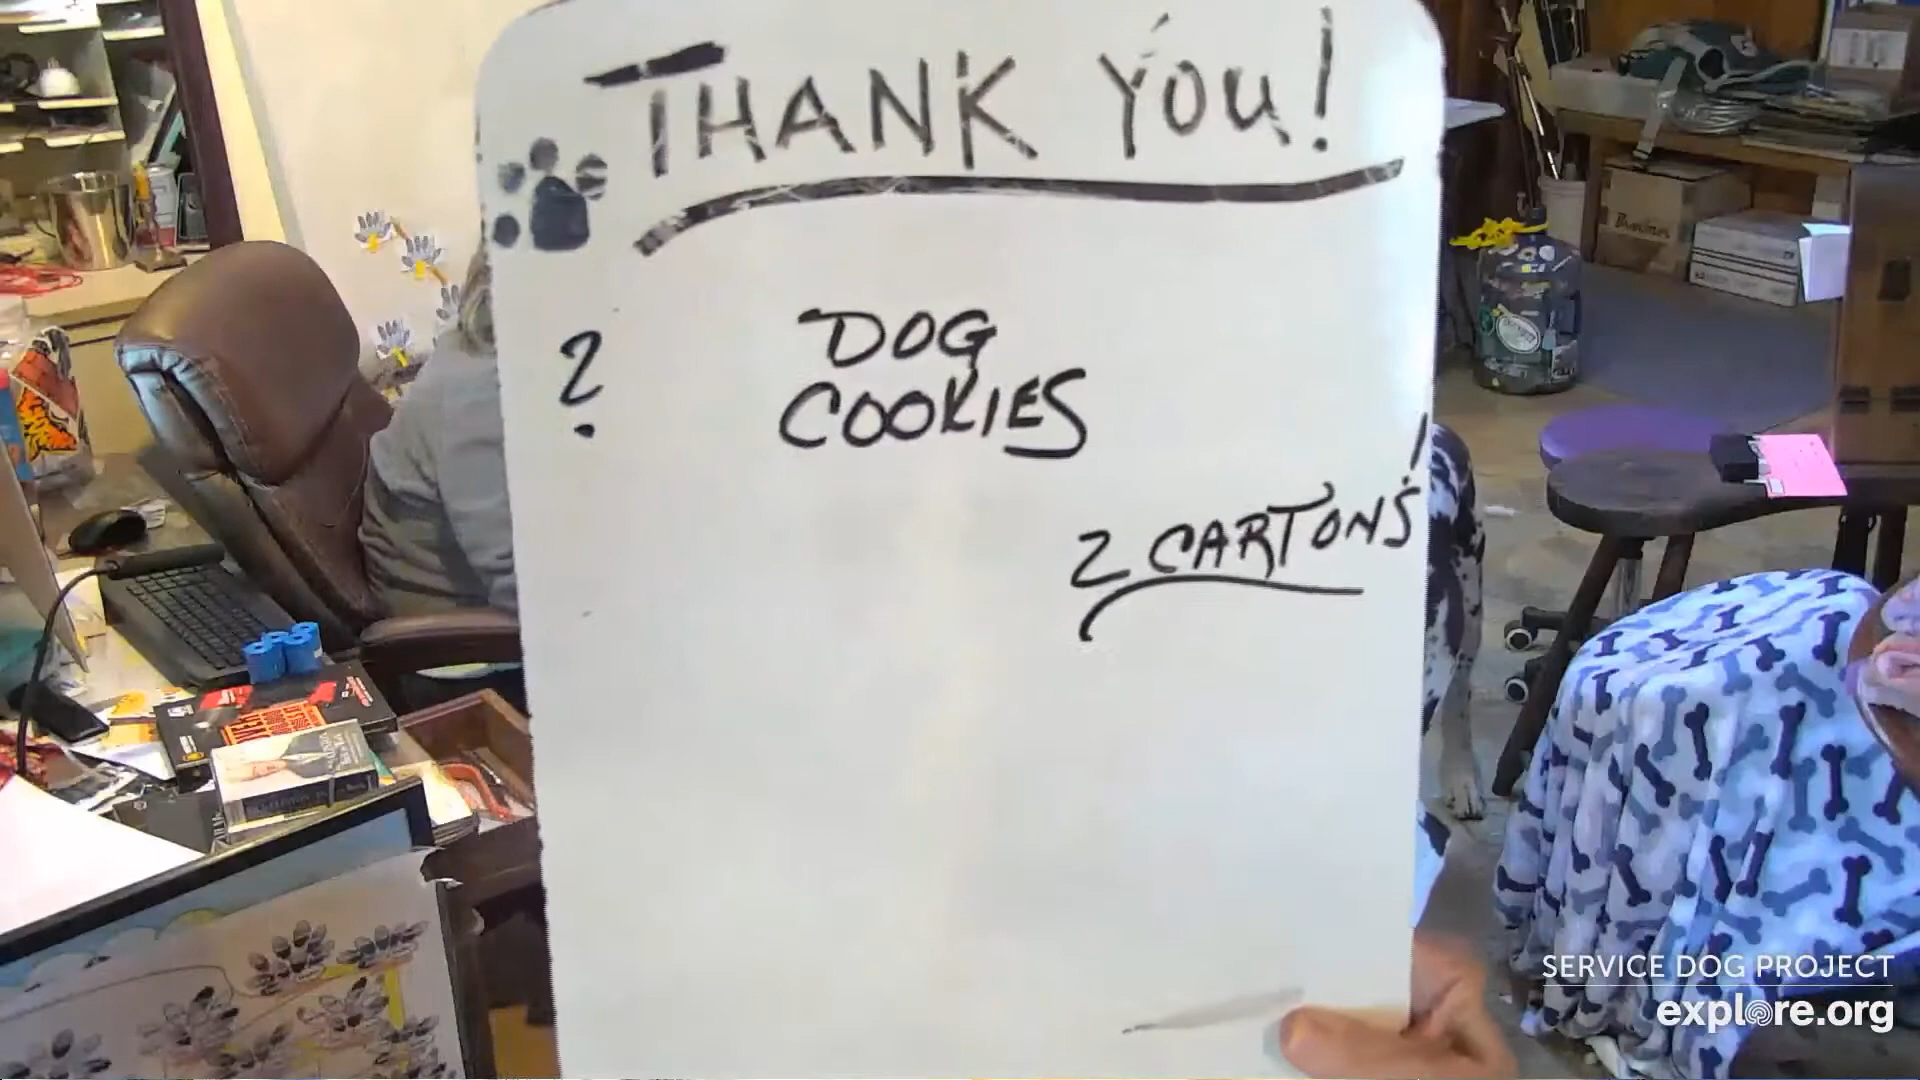 THANK YOU!
?
DOG
COOKIES
2 CARTONS!
SERVICE DOG PROJECT
explore.org